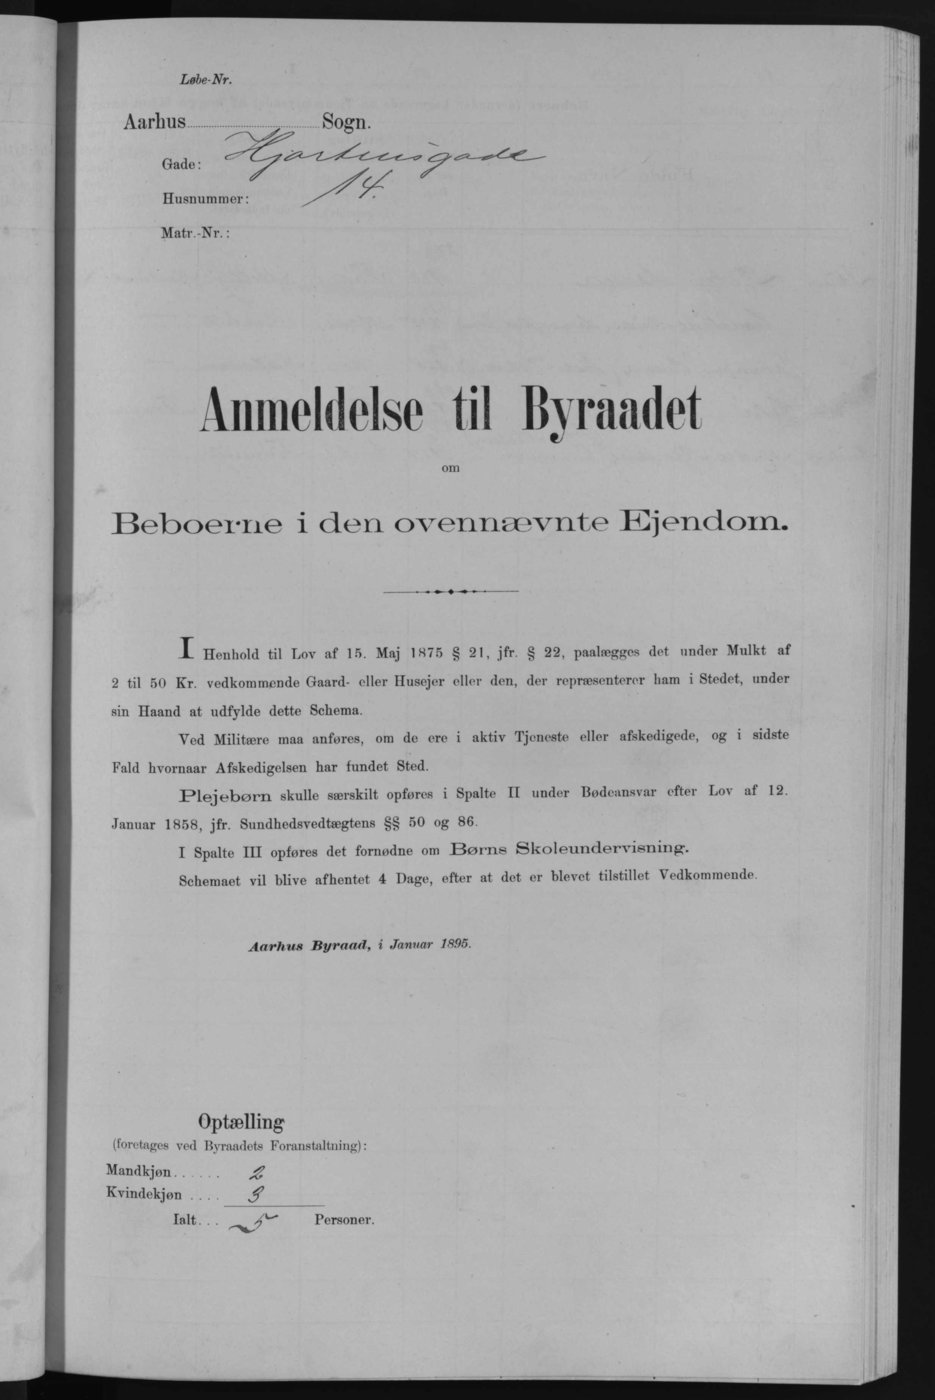 Løbe-Nr.
Aarhus Sogn.
Gade: Hjortensgade
Husnummer: 14.
Matr.-Nr.:
Anmeldelse til Byraadet
om
Beboerne i den ovennævnte Ejendom.
I Henhold til Lov af 15. Maj 1875 § 21, jfr. § 22, paalægges det under Mulkt af
2 til 50 Kr. vedkommende Gaard- eller Husejer eller den, der repræsenterer ham i Stedet, under
sin Haand at udfylde dette Schema.
Ved Militære maa anføres, om de ere i aktiv Tjeneste eller afskedigede, og i sidste
Fald hvornaar Afskedigelsen har fundet Sted.
Plejebørn skulle særskilt opføres i Spalte II under Bødeansvar efter Lov af 12.
Januar 1858, jfr. Sundhedsvedtægtens §§ 50 og 86.
I Spalte III opføres det fornødne om Børns Skoleundervisning.
Schemaet vil blive afhentet 4 Dage, efter at det er blevet tilstillet Vedkommende.
Aarhus Byraad, i Januar 1895.
Optælling
(foretages ved Byraadets Foranstaltning):
Mandkjøn...... 2
Kvindekjøn .... 3
Ialt... 5 Personer.